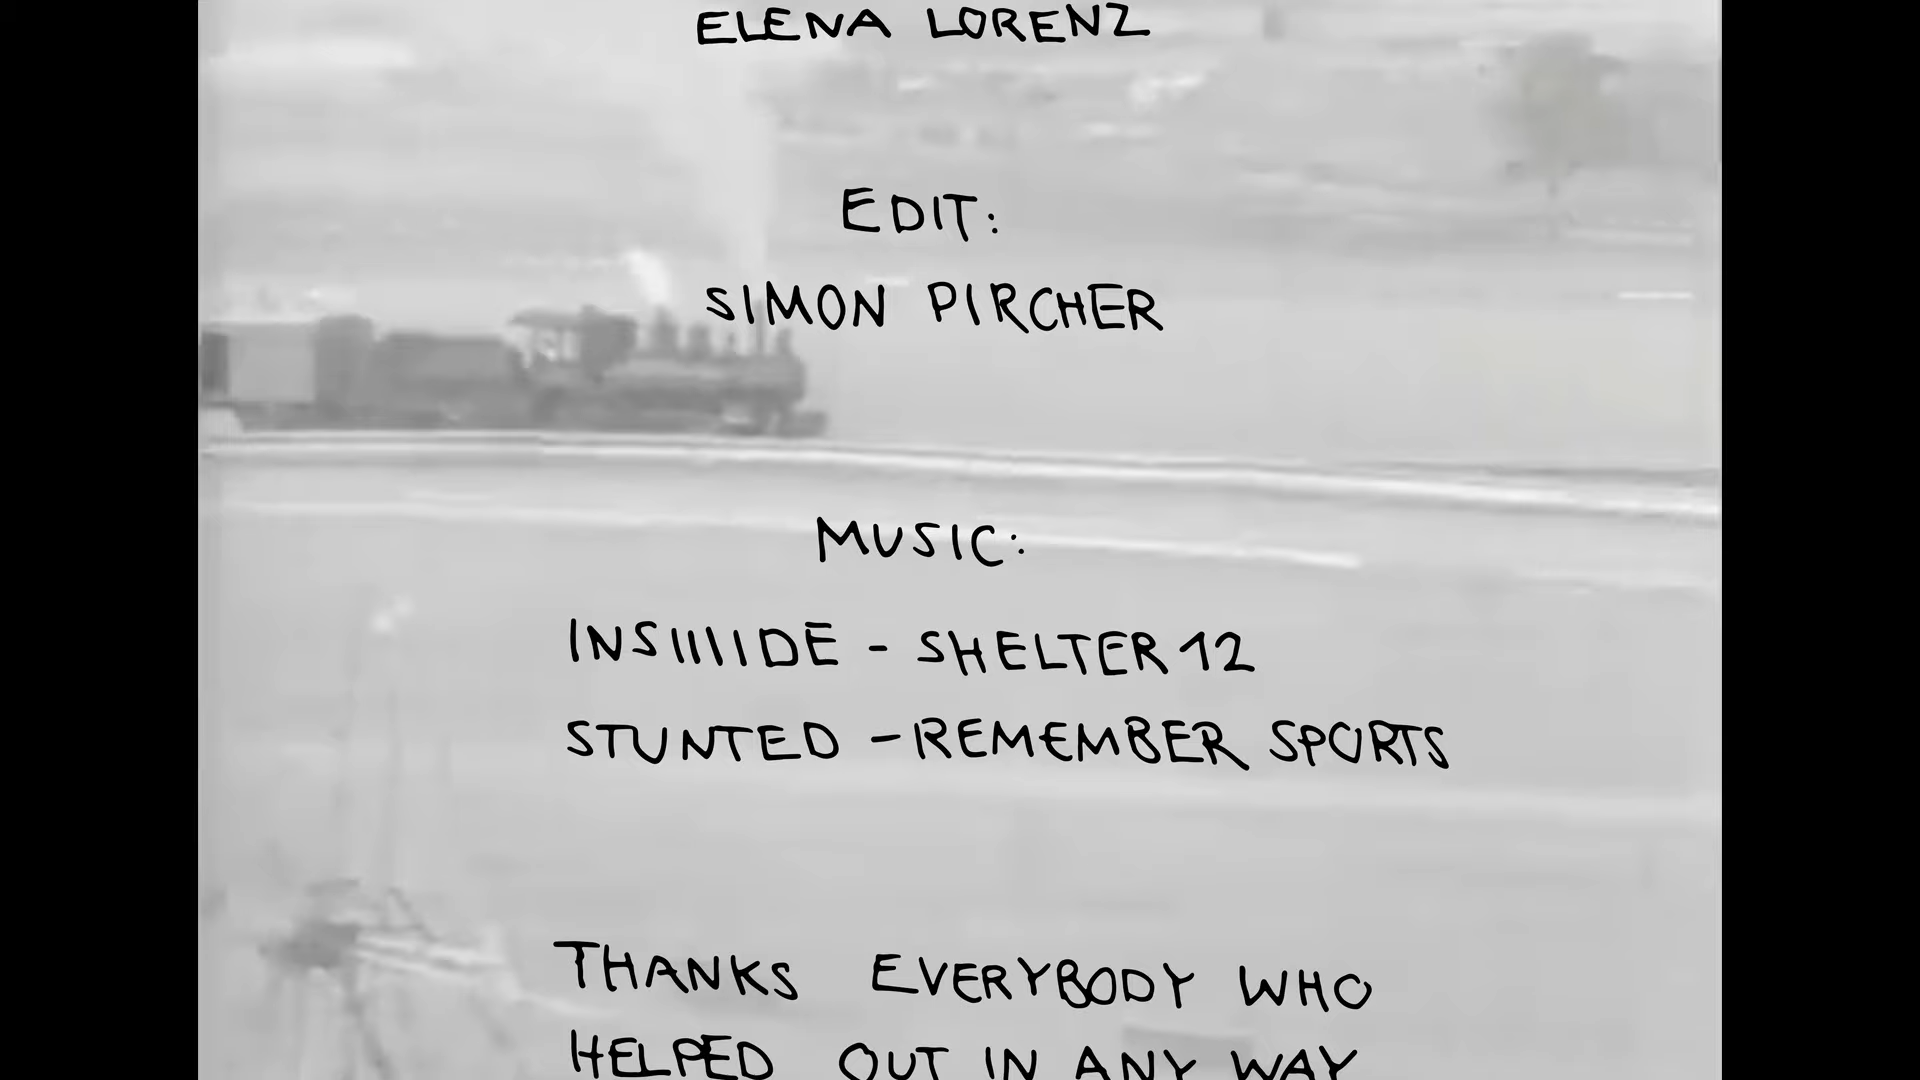 ELENA LORENZ
EDIT:
SIMON PIRCHER
MUSIC:
INSIIIIDE - SHELTER 12
STUNTED - REMEMBER SPORTS
THANKS EVERYBODY WHO
HELPED OUT IN ANY WAY